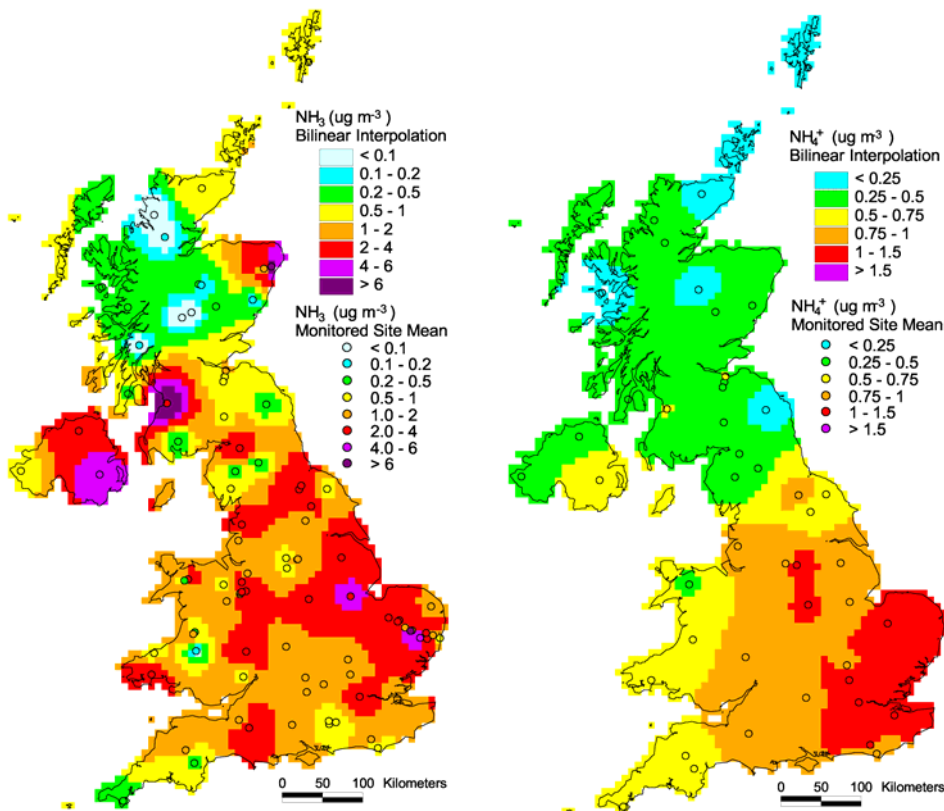 NH₃ (ug m⁻³ )
Bilinear Interpolation
< 0.1
0.1 - 0.2
0.2 - 0.5
0.5 - 1
1 - 2
2 - 4
4 - 6
> 6
NH₃ (ug m⁻³ )
Monitored Site Mean
< 0.1
0.1 - 0.2
0.2 - 0.5
0.5 - 1
1.0 - 2
2.0 - 4
4.0 - 6
> 6
0 50 100 Kilometers
NH₄⁺ (ug m⁻³ )
Bilinear Interpolation
< 0.25
0.25 - 0.5
0.5 - 0.75
0.75 - 1
1 - 1.5
> 1.5
NH₄⁺ (ug m⁻³ )
Monitored Site Mean
< 0.25
0.25 - 0.5
0.5 - 0.75
0.75 - 1
1 - 1.5
> 1.5
0 50 100 Kilometers